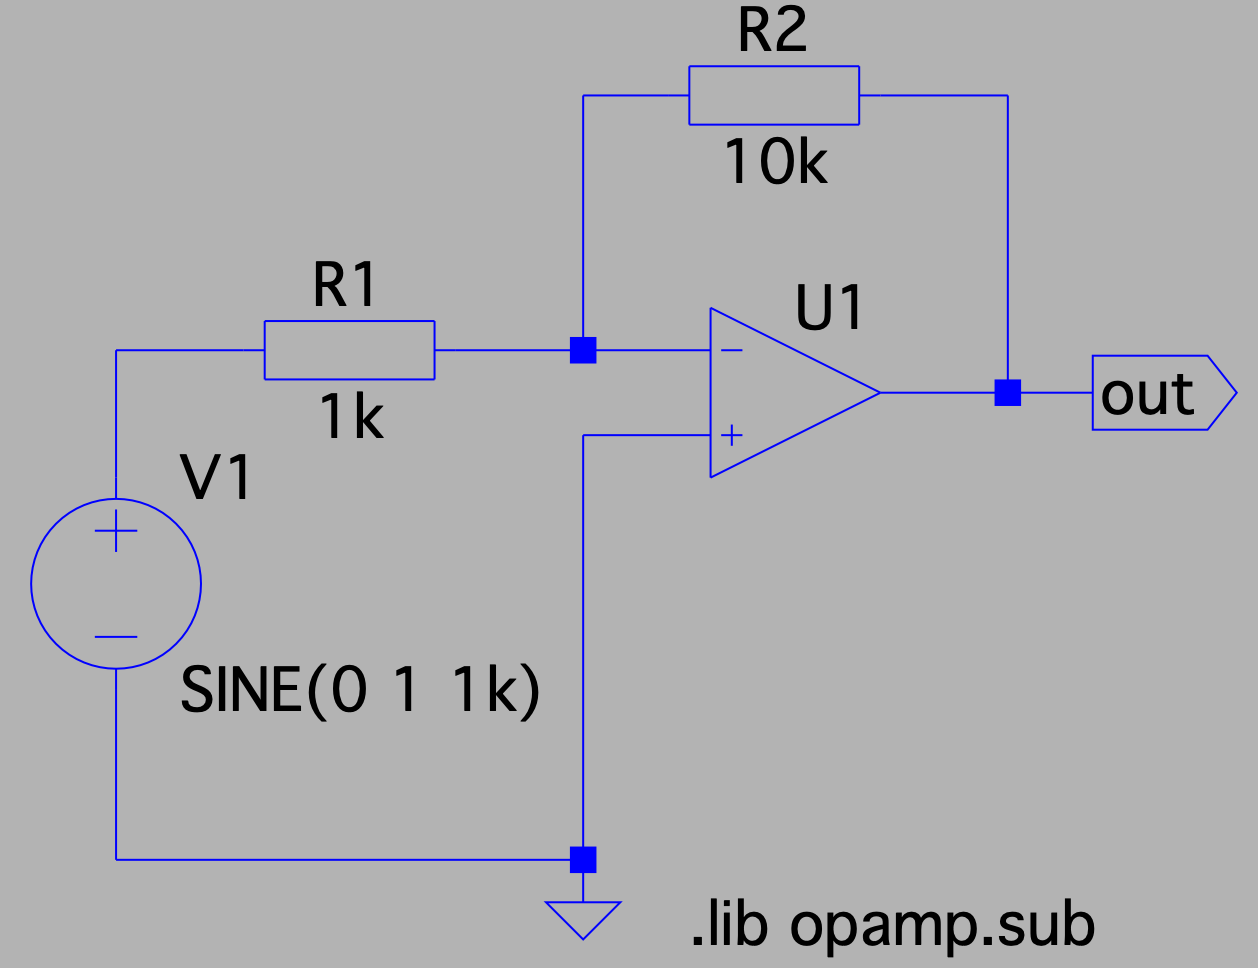 R2
10k
R1
1k
U1
out
V1
SINE(0 1 1k)
.lib opamp.sub